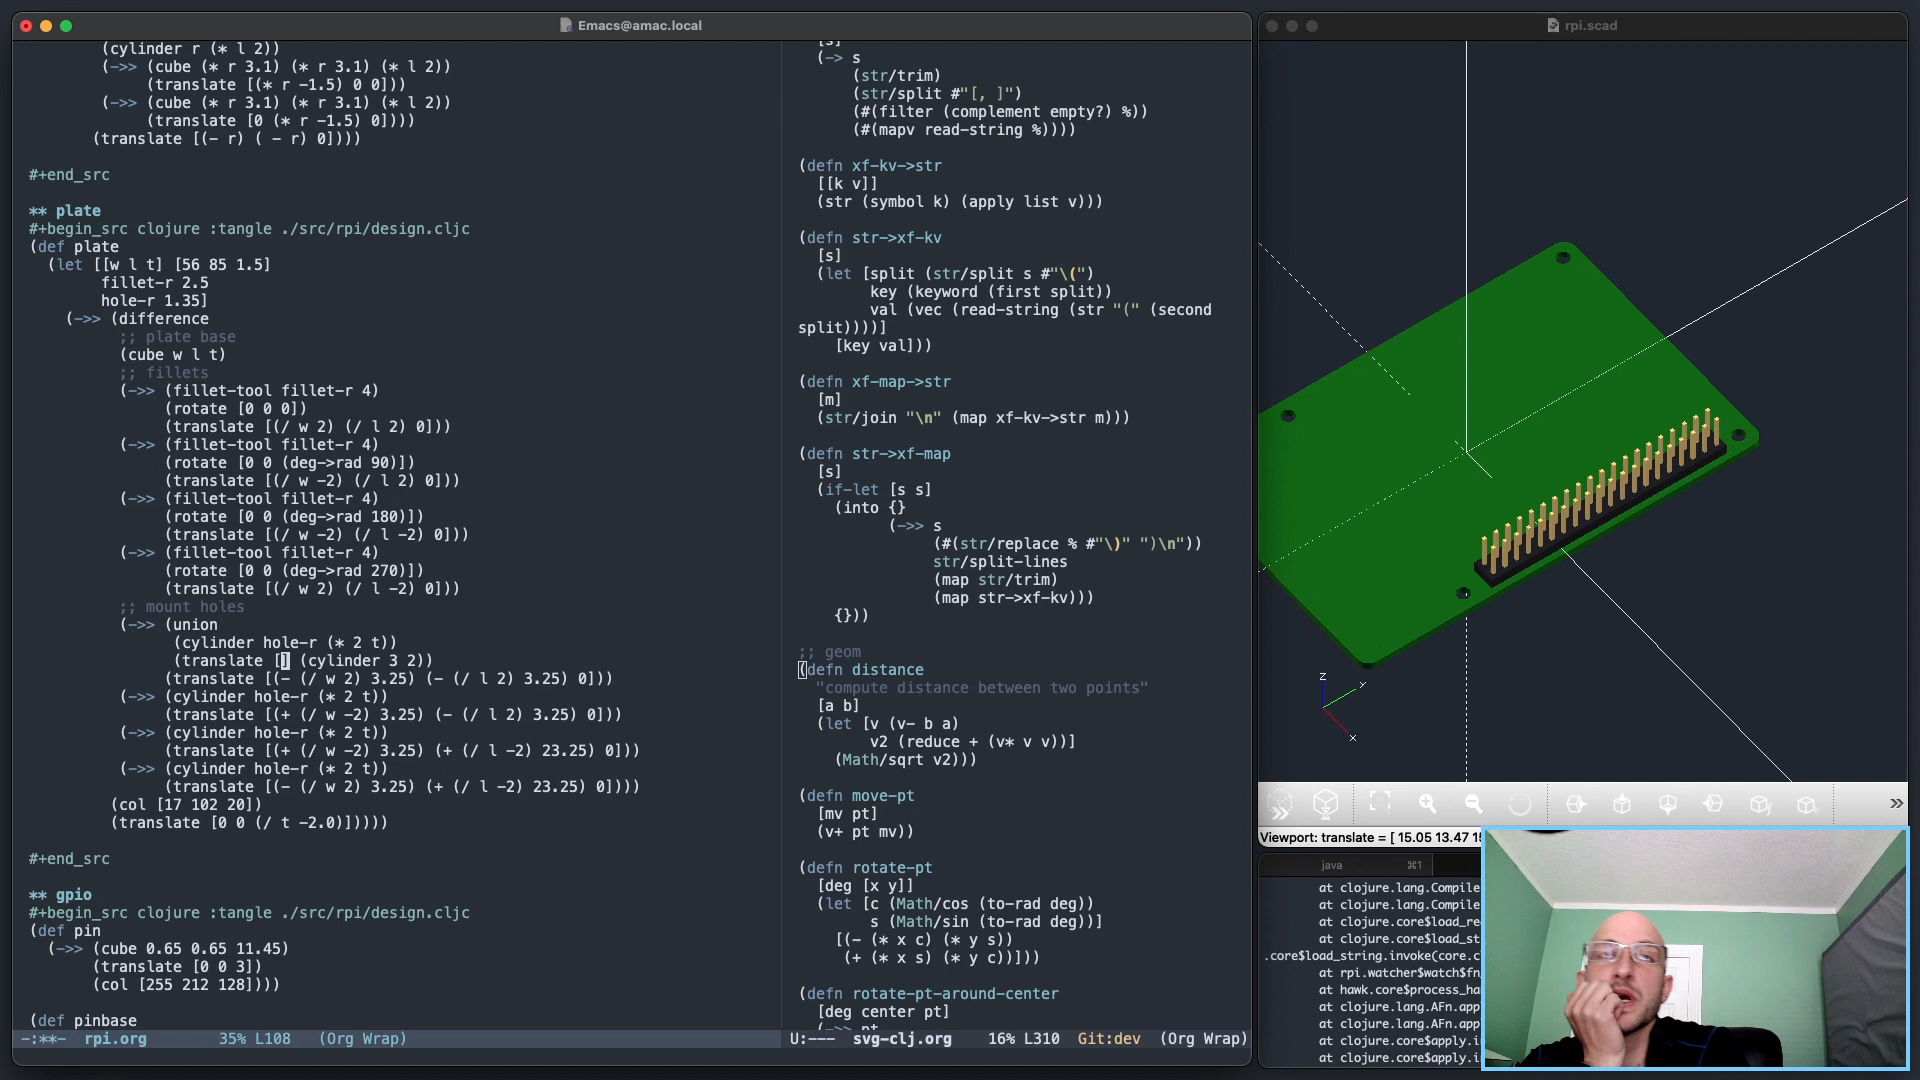 Emacs@amac.local
(cylinder r (* l 2))
(->> (cube (* r 3.1) (* r 3.1) (* l 2))
(translate [(* r -1.5) 0 0]))
(->> (cube (* r 3.1) (* r 3.1) (* l 2))
(translate [0 (* r -1.5) 0])))
(translate [(- r) ( - r) 0])))
#+end_src
** plate
#+begin_src clojure :tangle ./src/rpi/design.cljc
(def plate
(let [[w l t] [56 85 1.5]
fillet-r 2.5
hole-r 1.35]
(->> (difference
;; plate base
(cube w l t)
;; fillets
(->> (fillet-tool fillet-r 4)
(rotate [0 0 0])
(translate [(/ w 2) (/ l 2) 0]))
(->> (fillet-tool fillet-r 4)
(rotate [0 0 (deg->rad 90)])
(translate [(/ w -2) (/ l 2) 0]))
(->> (fillet-tool fillet-r 4)
(rotate [0 0 (deg->rad 180)])
(translate [(/ w -2) (/ l -2) 0]))
(->> (fillet-tool fillet-r 4)
(rotate [0 0 (deg->rad 270)])
(translate [(/ w 2) (/ l -2) 0]))
;; mount holes
(->> (union
(cylinder hole-r (* 2 t))
(translate [] (cylinder 3 2))
(translate [(- (/ w 2) 3.25) (- (/ l 2) 3.25) 0]))
(->> (cylinder hole-r (* 2 t))
(translate [(+ (/ w -2) 3.25) (- (/ l 2) 3.25) 0]))
(->> (cylinder hole-r (* 2 t))
(translate [(+ (/ w -2) 3.25) (+ (/ l -2) 23.25) 0]))
(->> (cylinder hole-r (* 2 t))
(translate [(- (/ w 2) 3.25) (+ (/ l -2) 23.25) 0])))
(col [17 102 20])
(translate [0 0 (/ t -2.0)]))))
#+end_src
** gpio
#+begin_src clojure :tangle ./src/rpi/design.cljc
(def pin
(->> (cube 0.65 0.65 11.45)
(translate [0 0 3])
(col [255 212 128])))
(def pinbase
-:**- rpi.org 35% L108 (Org Wrap)
[s]
(-> s
(str/trim)
(str/split #"[, ]")
(#(filter (complement empty?) %))
(#(mapv read-string %))))
(defn xf-kv->str
[[k v]]
(str (symbol k) (apply list v)))
(defn str->xf-kv
[s]
(let [split (str/split s #"\(")
key (keyword (first split))
val (vec (read-string (str "(" (second
split))))]
[key val]))
(defn xf-map->str
[m]
(str/join "\n" (map xf-kv->str m)))
(defn str->xf-map
[s]
(if-let [s s]
(into {}
(->> s
(#(str/replace % #"\)" ")\n"))
str/split-lines
(map str/trim)
(map str->xf-kv)))
{}))
;; geom
(defn distance
"compute distance between two points"
[a b]
(let [v (v- b a)
v2 (reduce + (v* v v))]
(Math/sqrt v2)))
(defn move-pt
[mv pt]
(v+ pt mv))
(defn rotate-pt
[deg [x y]]
(let [c (Math/cos (to-rad deg))
s (Math/sin (to-rad deg))]
[(- (* x c) (* y s))
(+ (* x s) (* y c))]))
(defn rotate-pt-around-center
[deg center pt]
(->> pt
U:--- svg-clj.org 16% L310 Git:dev (Org Wrap)
rpi.scad
Z
Y
X
Viewport: translate = [ 15.05 13.47
java ⌘1
at clojure.lang.Compile
at clojure.lang.Compile
at clojure.core$load_re
at clojure.core$load_st
.core$load_string.invoke(core.c
at rpi.watcher$watch$fn
at hawk.core$process_ha
at clojure.lang.AFn.app
at clojure.lang.AFn.app
at clojure.core$apply.i
at clojure.core$apply.i